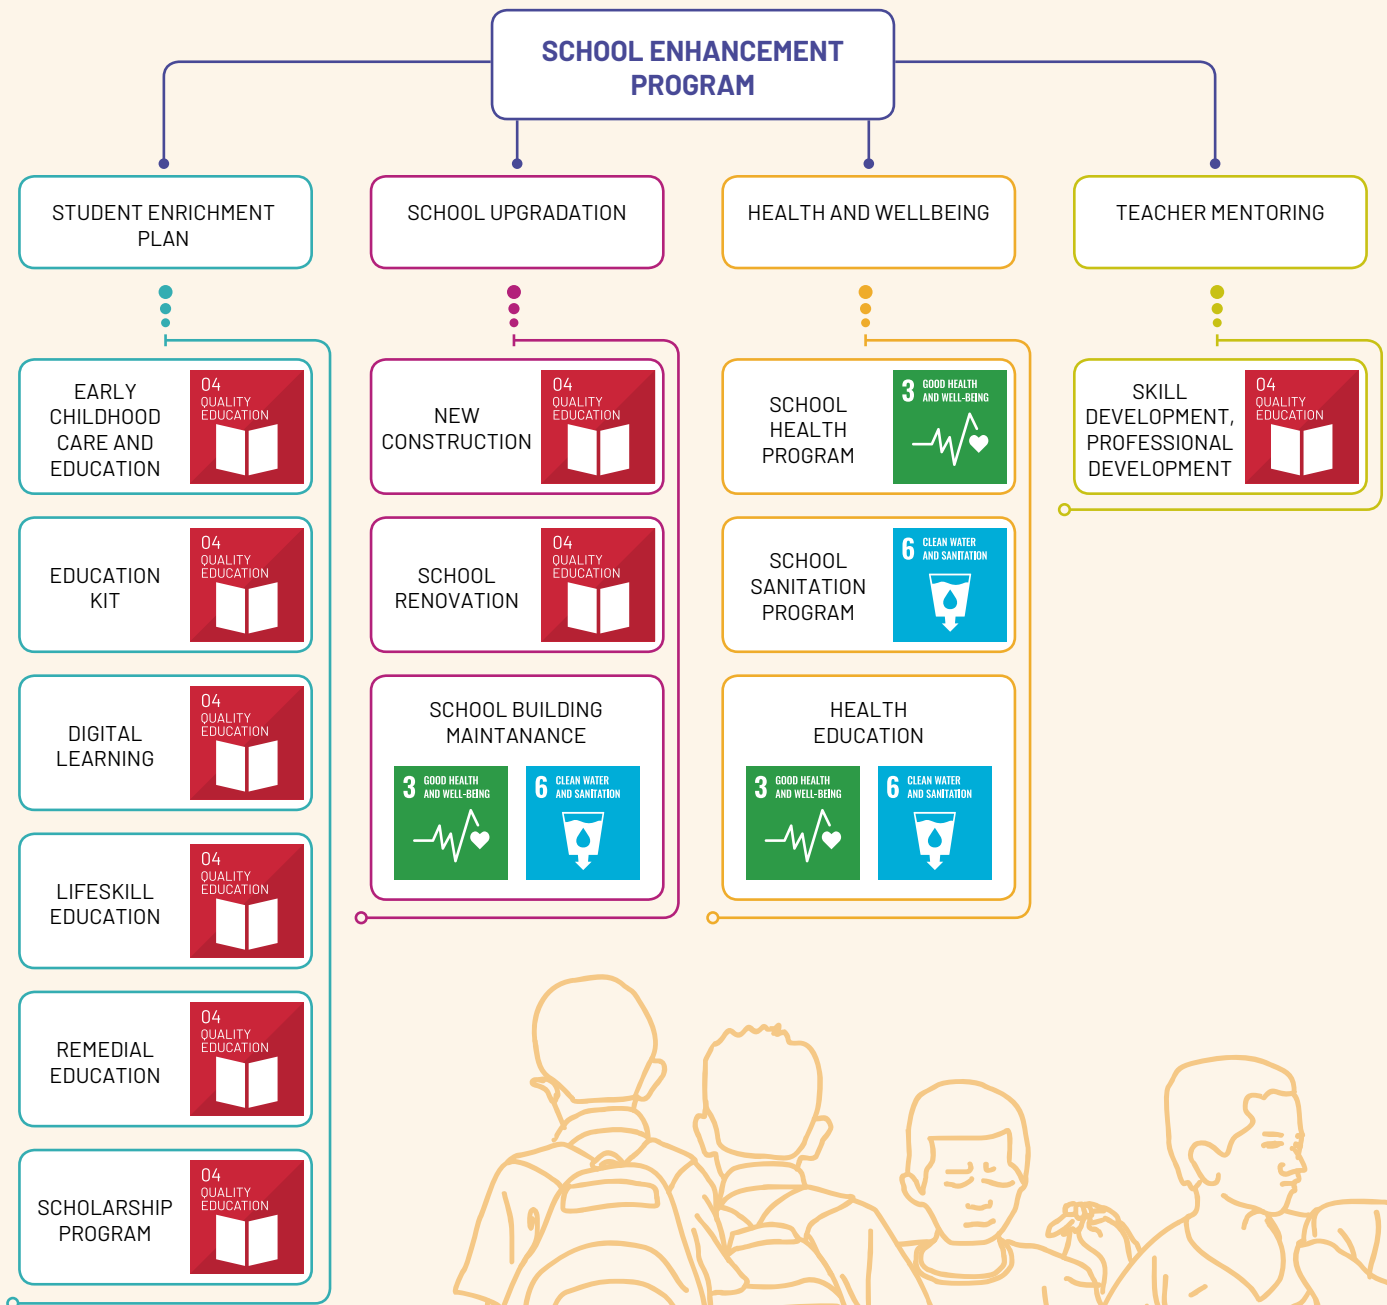 SCHOOL ENHANCEMENT
PROGRAM
STUDENT ENRICHMENT
PLAN
EARLY
CHILDHOOD
CARE AND
EDUCATION
04
QUALITY
EDUCATION
EDUCATION
KIT
04
QUALITY
EDUCATION
DIGITAL
LEARNING
04
QUALITY
EDUCATION
LIFESKILL
EDUCATION
04
QUALITY
EDUCATION
REMEDIAL
EDUCATION
04
QUALITY
EDUCATION
SCHOLARSHIP
PROGRAM
04
QUALITY
EDUCATION
SCHOOL UPGRADATION
NEW
CONSTRUCTION
04
QUALITY
EDUCATION
SCHOOL
RENOVATION
04
QUALITY
EDUCATION
SCHOOL BUILDING
MAINTANANCE
3 GOOD HEALTH
AND WELL-BEING
6 CLEAN WATER
AND SANITATION
HEALTH AND WELLBEING
SCHOOL
HEALTH
PROGRAM
3 GOOD HEALTH
AND WELL-BEING
SCHOOL
SANITATION
PROGRAM
6 CLEAN WATER
AND SANITATION
HEALTH
EDUCATION
3 GOOD HEALTH
AND WELL-BEING
6 CLEAN WATER
AND SANITATION
TEACHER MENTORING
SKILL
DEVELOPMENT,
PROFESSIONAL
DEVELOPMENT
04
QUALITY
EDUCATION